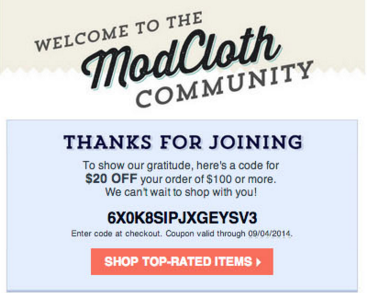 WELCOME TO THE
ModCloth
COMMUNITY
THANKS FOR JOINING
To show our gratitude, here's a code for
$20 OFF your order of $100 or more.
We can't wait to shop with you!
6X0K8SIPJXGEYSV3
Enter code at checkout. Coupon valid through 09/04/2014.
SHOP TOP-RATED ITEMS